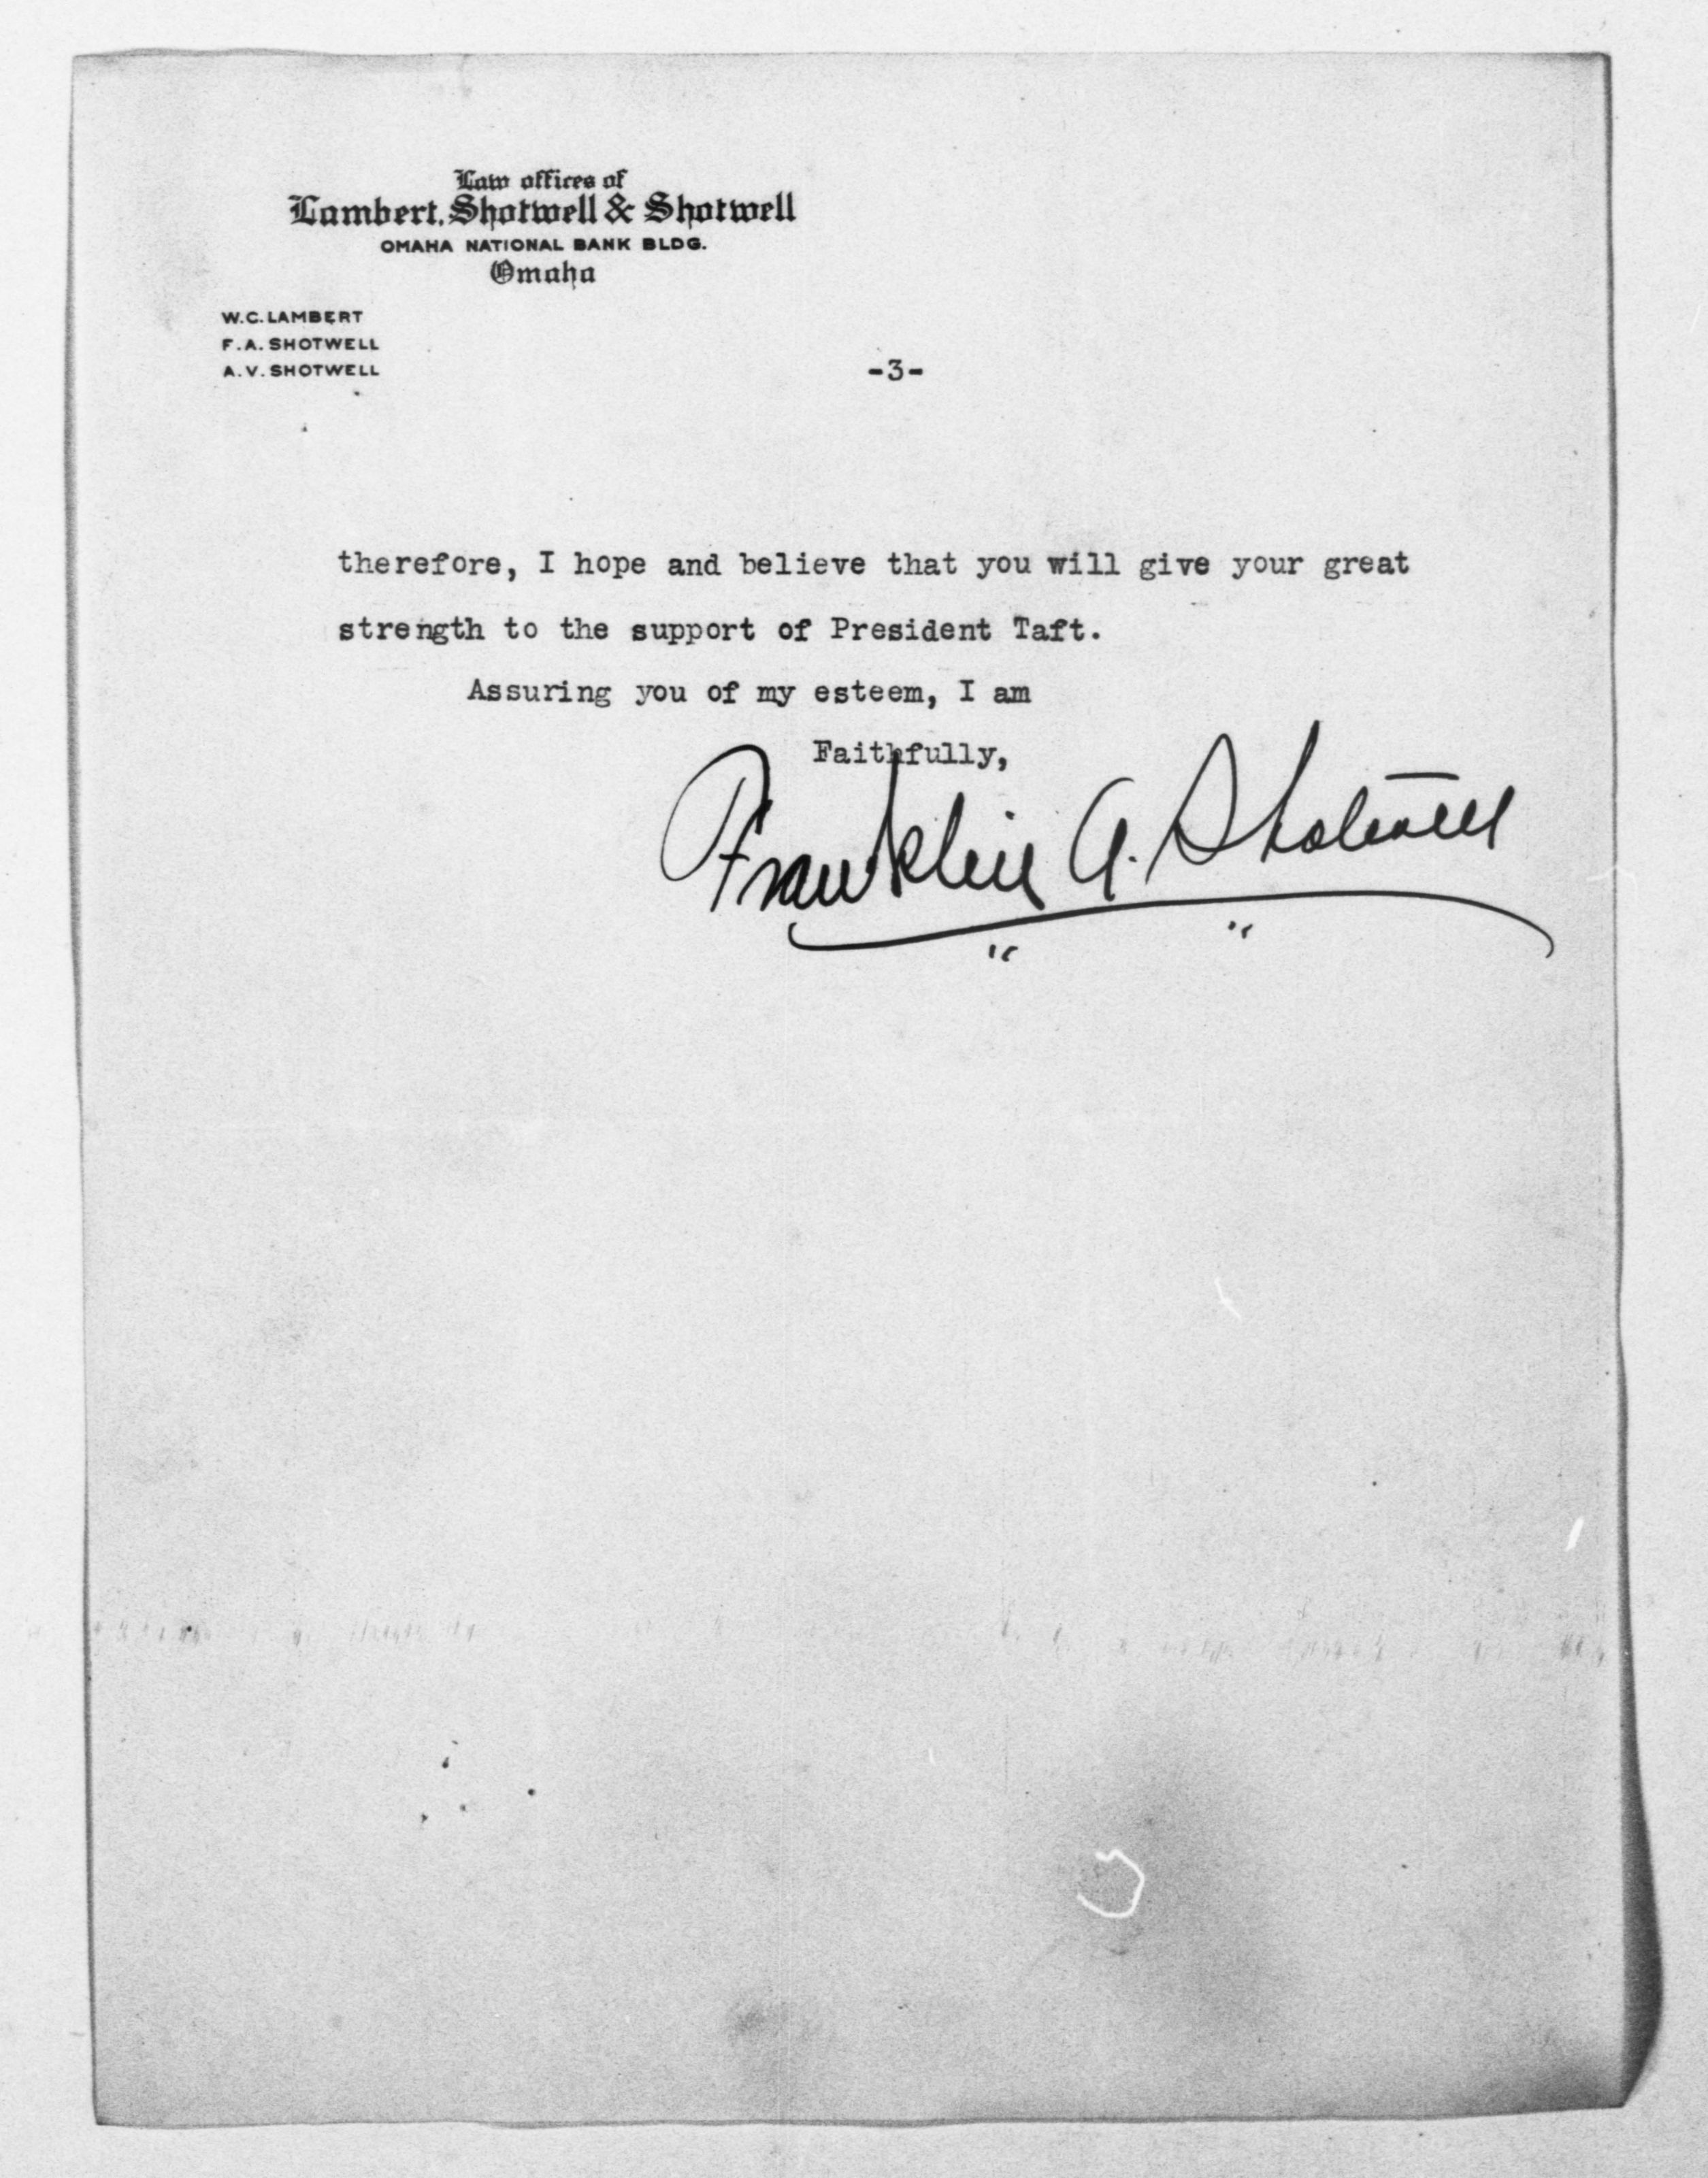 Law offices of
Lambert, Shotwell & Shotwell
OMAHA NATIONAL BANK BLDG.
Omaha
W.C. LAMBERT
F.A. SHOTWELL
A.V. SHOTWELL
-3-
therefore, I hope and believe that you will give your great
strength to the support of President Taft.
Assuring you of my esteem, I am
Faithfully,
Franklin A. Shotwell